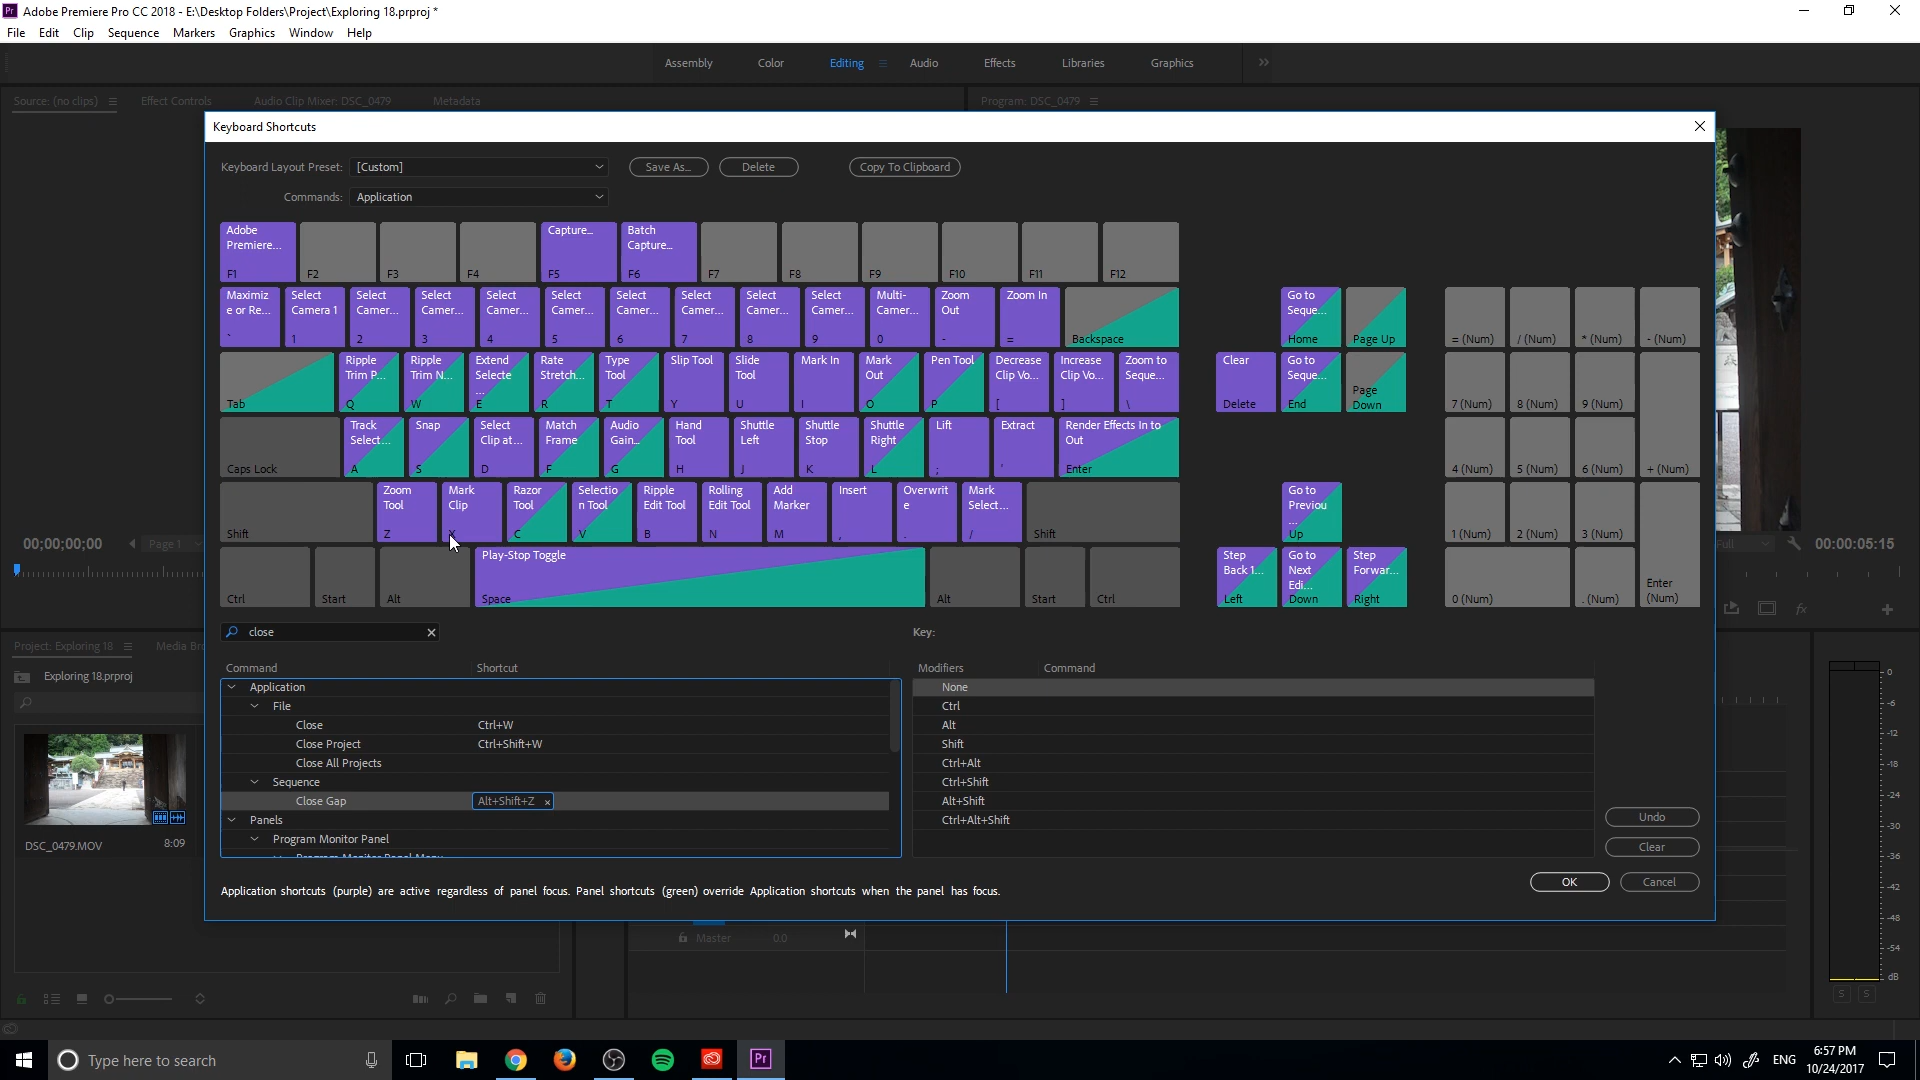 Adobe Premiere Pro CC 2018 - E:\Desktop Folders\Project\Exploring 18.prproj *
File Edit Clip Sequence Markers Graphics Window Help
Assembly Color Editing Audio Effects Libraries Graphics
Source: (no clips) Effect Controls Audio Clip Mixer: DSC_0479 Metadata Program: DSC_0479
Keyboard Shortcuts
Keyboard Layout Preset: [Custom] Save As... Delete Copy To Clipboard
Commands: Application
Adobe Capture... Batch
Premiere... Capture...
F1 F2 F3 F4 F5 F6 F7 F8 F9 F10 F11 F12
Maximiz Select Select Select Select Select Select Select Select Select Multi- Zoom Zoom In Go to
e or Re... Camera 1 Camer... Camer... Camer... Camer... Camer... Camer... Camer... Camer... Camer... Out Seque...
` 1 2 3 4 5 6 7 8 9 0 - = Backspace Home Page Up = (Num) / (Num) * (Num) - (Num)
Ripple Ripple Extend Rate Type Slip Tool Slide Mark In Mark Pen Tool Decrease Increase Zoom to Clear Go to
Trim P... Trim N... Selecte Stretch... Tool Tool Out Clip Vo... Clip Vo... Seque... Seque... Page
...
Tab Q W E R T Y U I O P [ ] \ Delete End Down 7 (Num) 8 (Num) 9 (Num)
Track Snap Select Match Audio Hand Shuttle Shuttle Shuttle Lift Extract Render Effects In to
Select... Clip at... Frame Gain... Tool Left Stop Right Out
Caps Lock A S D F G H J K L ; ' Enter 4 (Num) 5 (Num) 6 (Num) + (Num)
Zoom Mark Razor Selectio Ripple Rolling Add Insert Overwrit Mark Go to
Tool Clip Tool n Tool Edit Tool Edit Tool Marker e Select... Previou
...
Shift Z X C V B N M , . / Shift Up 1 (Num) 2 (Num) 3 (Num)
00;00;00;00 Page 1 Full 00:00:05:15
Play-Stop Toggle Step Go to Step
Back 1... Next Forwar...
Edi... Enter
Ctrl Start Alt Space Alt Start Ctrl Left Down Right 0 (Num) . (Num) (Num)
close Key:
Project: Exploring 18 Media Br
Command Shortcut Modifiers Command
Exploring 18.prproj
Application None
File Ctrl
Close Ctrl+W Alt
Close Project Ctrl+Shift+W Shift
Close All Projects Ctrl+Alt
Sequence Ctrl+Shift
Close Gap Alt+Shift+Z Alt+Shift
Panels Ctrl+Alt+Shift Undo
Program Monitor Panel
Program Monitor Panel Menu
DSC_0479.MOV 8:09 Clear
OK Cancel
Application shortcuts (purple) are active regardless of panel focus. Panel shortcuts (green) override Application shortcuts when the panel has focus.
Master 0.0
0
-6
-12
-18
-24
-30
-36
-42
-48
-54
dB
S S
Type here to search ENG 6:57 PM
10/24/2017